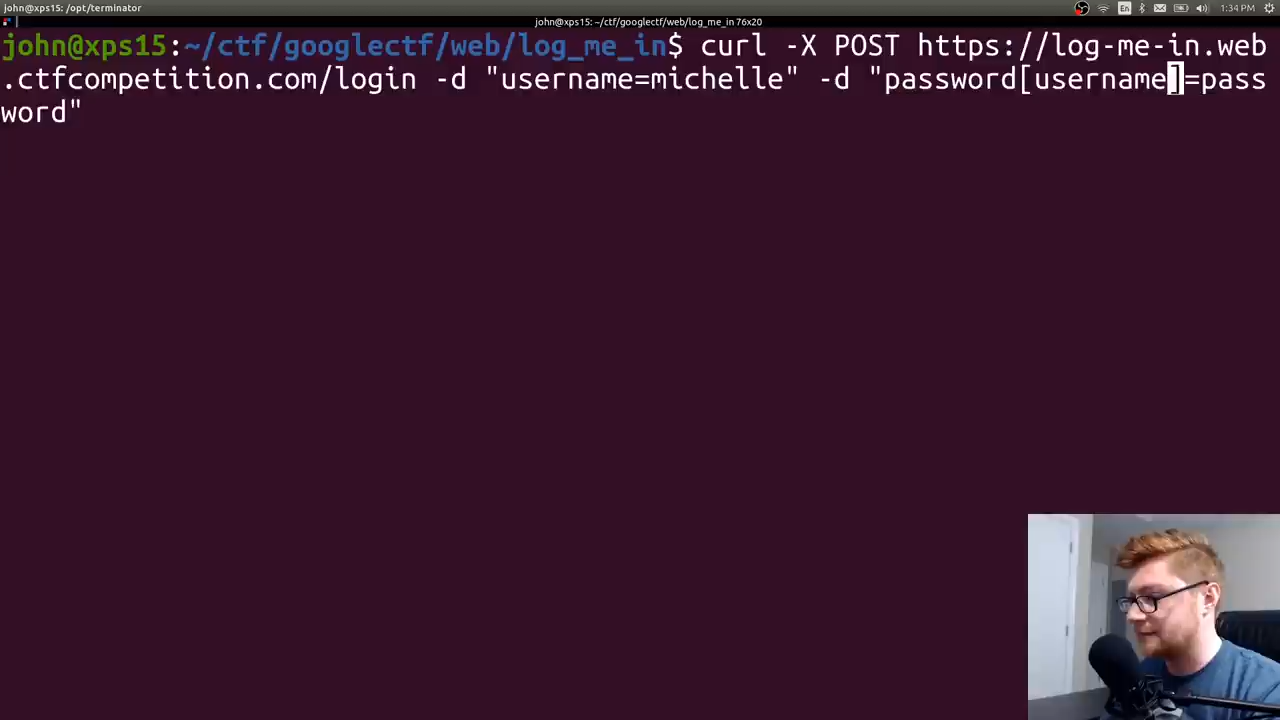 john@xps15: /opt/terminator
En
1:34 PM
john@xps15: ~/ctf/googlectf/web/log_me_in 76x20
john@xps15:~/ctf/googlectf/web/log_me_in$ curl -X POST https://log-me-in.web
.ctfcompetition.com/login -d "username=michelle" -d "password[username]=pass
word"